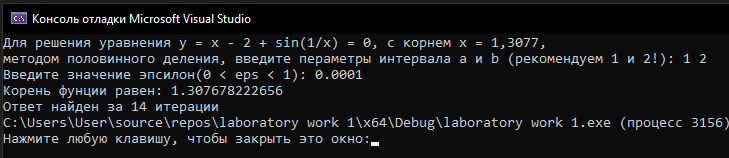 Консоль отладки Microsoft Visual Studio
Для решения уравнения y = x - 2 + sin(1/x) = 0, с корнем x = 1,3077,
методом половинного деления, введите пераметры интервала a и b (рекомендуем 1 и 2!): 1 2
Введите значение эпсилон(0 < eps < 1): 0.0001
Корень фунции равен: 1.307678222656
Ответ найден за 14 итерации
C:\Users\User\source\repos\laboratory work 1\x64\Debug\laboratory work 1.exe (процесс 3156)
Нажмите любую клавишу, чтобы закрыть это окно: